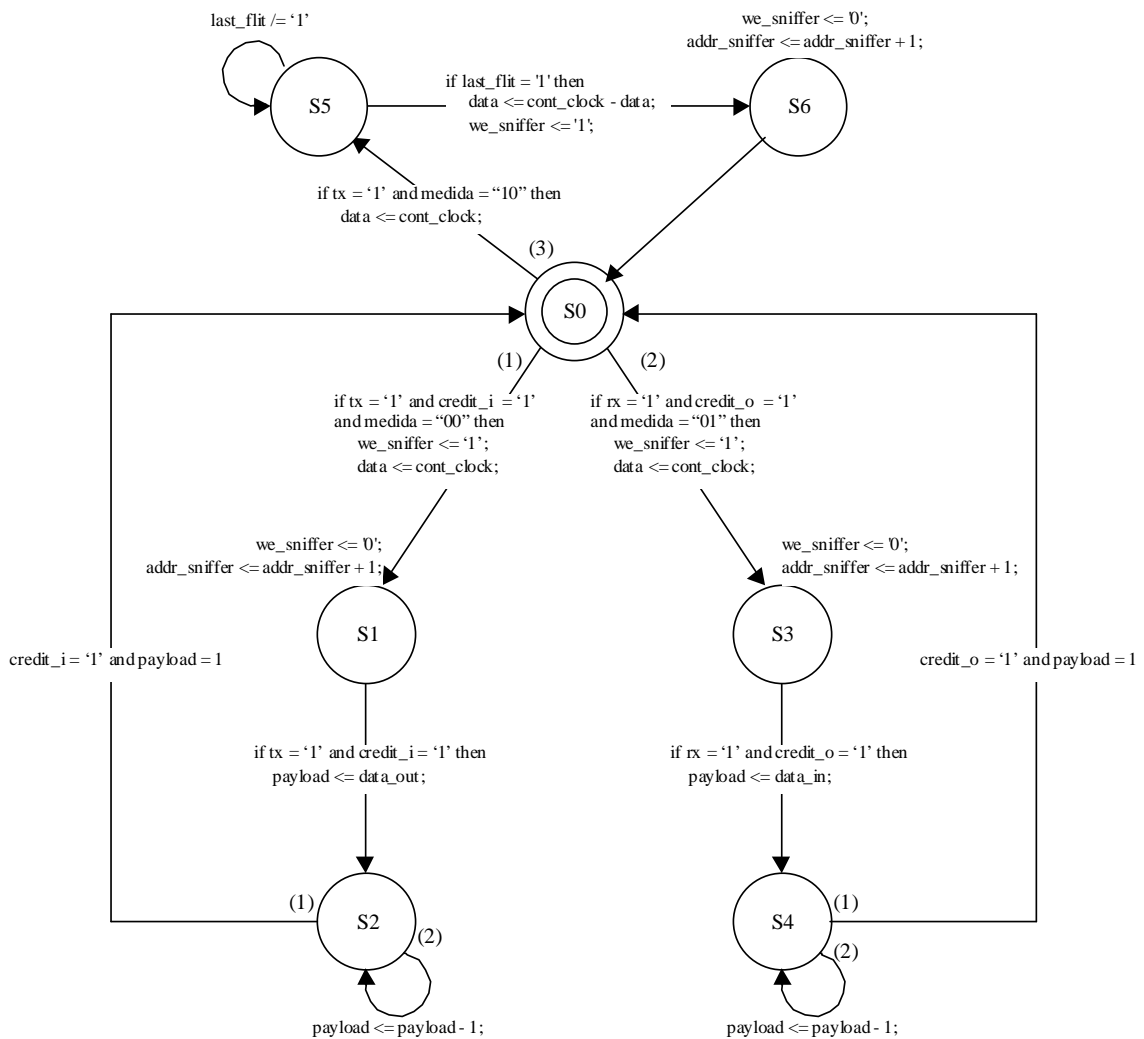 last_flit /= ‘1’
we_sniffer <= '0';
addr_sniffer <= addr_sniffer + 1;
S5
if last_flit = '1' then
data <= cont_clock - data;
we_sniffer <= '1';
S6
if tx = ‘1’ and medida = “10” then
data <= cont_clock;
(3)
S0
(1)
(2)
if tx = ‘1’ and credit_i = ‘1’
and medida = “00” then
we_sniffer <= ‘1’;
data <= cont_clock;
if rx = ‘1’ and credit_o = ‘1’
and medida = “01” then
we_sniffer <= ‘1’;
data <= cont_clock;
we_sniffer <= '0';
addr_sniffer <= addr_sniffer + 1;
we_sniffer <= '0';
addr_sniffer <= addr_sniffer + 1;
S1
S3
credit_i = ‘1’ and payload = 1
credit_o = ‘1’ and payload = 1
if tx = ‘1’ and credit_i = ‘1’ then
payload <= data_out;
if rx = ‘1’ and credit_o = ‘1’ then
payload <= data_in;
(1)
S2
(2)
S4
(1)
(2)
payload <= payload - 1;
payload <= payload - 1;